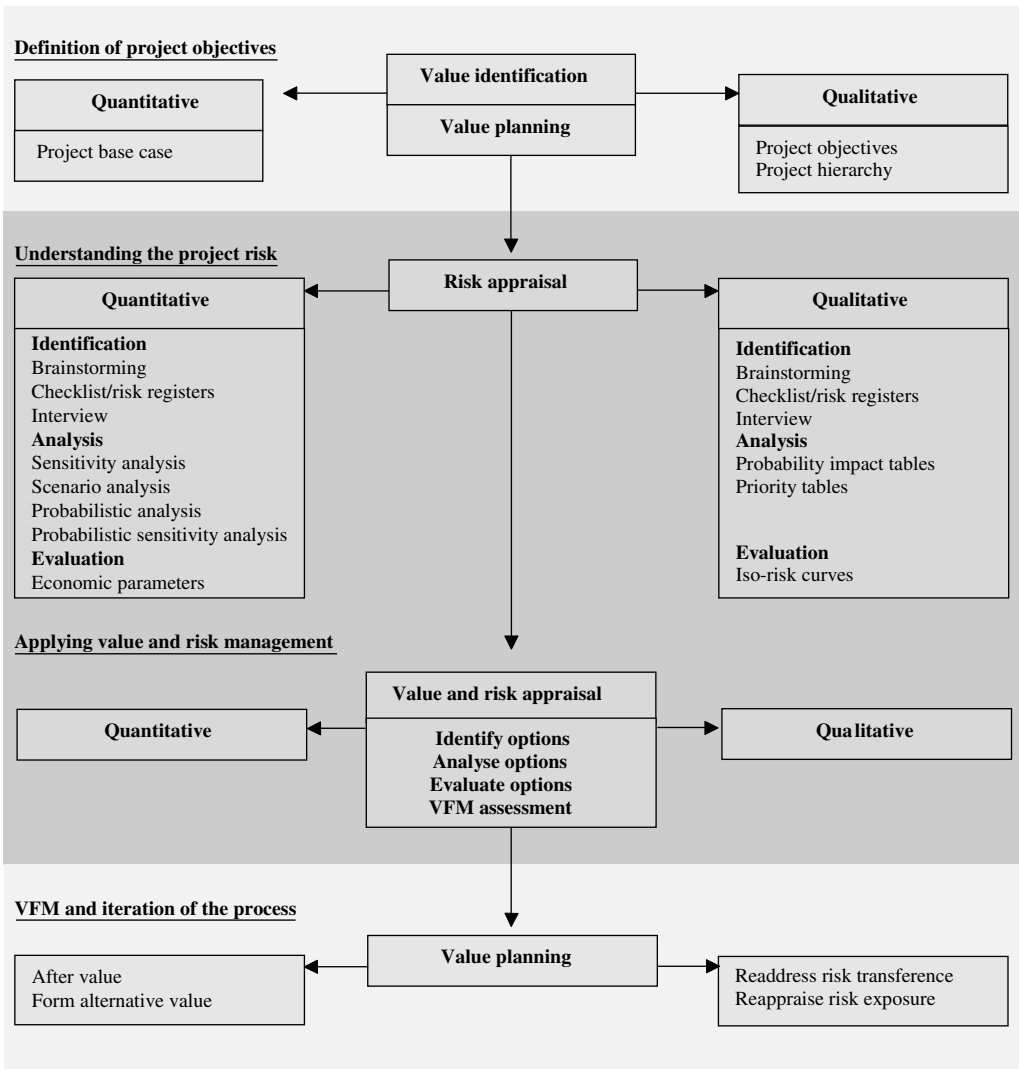 Definition of project objectives
Value identification
Value planning
Quantitative
Project base case
Qualitative
Project objectives
Project hierarchy
Understanding the project risk
Risk appraisal
Quantitative
Identification
Brainstorming
Checklist/risk registers
Interview
Analysis
Sensitivity analysis
Scenario analysis
Probabilistic analysis
Probabilistic sensitivity analysis
Evaluation
Economic parameters
Qualitative
Identification
Brainstorming
Checklist/risk registers
Interview
Analysis
Probability impact tables
Priority tables
Evaluation
Iso-risk curves
Applying value and risk management
Value and risk appraisal
Identify options
Analyse options
Evaluate options
VFM assessment
Quantitative
Qualitative
VFM and iteration of the process
Value planning
After value
Form alternative value
Readdress risk transference
Reappraise risk exposure